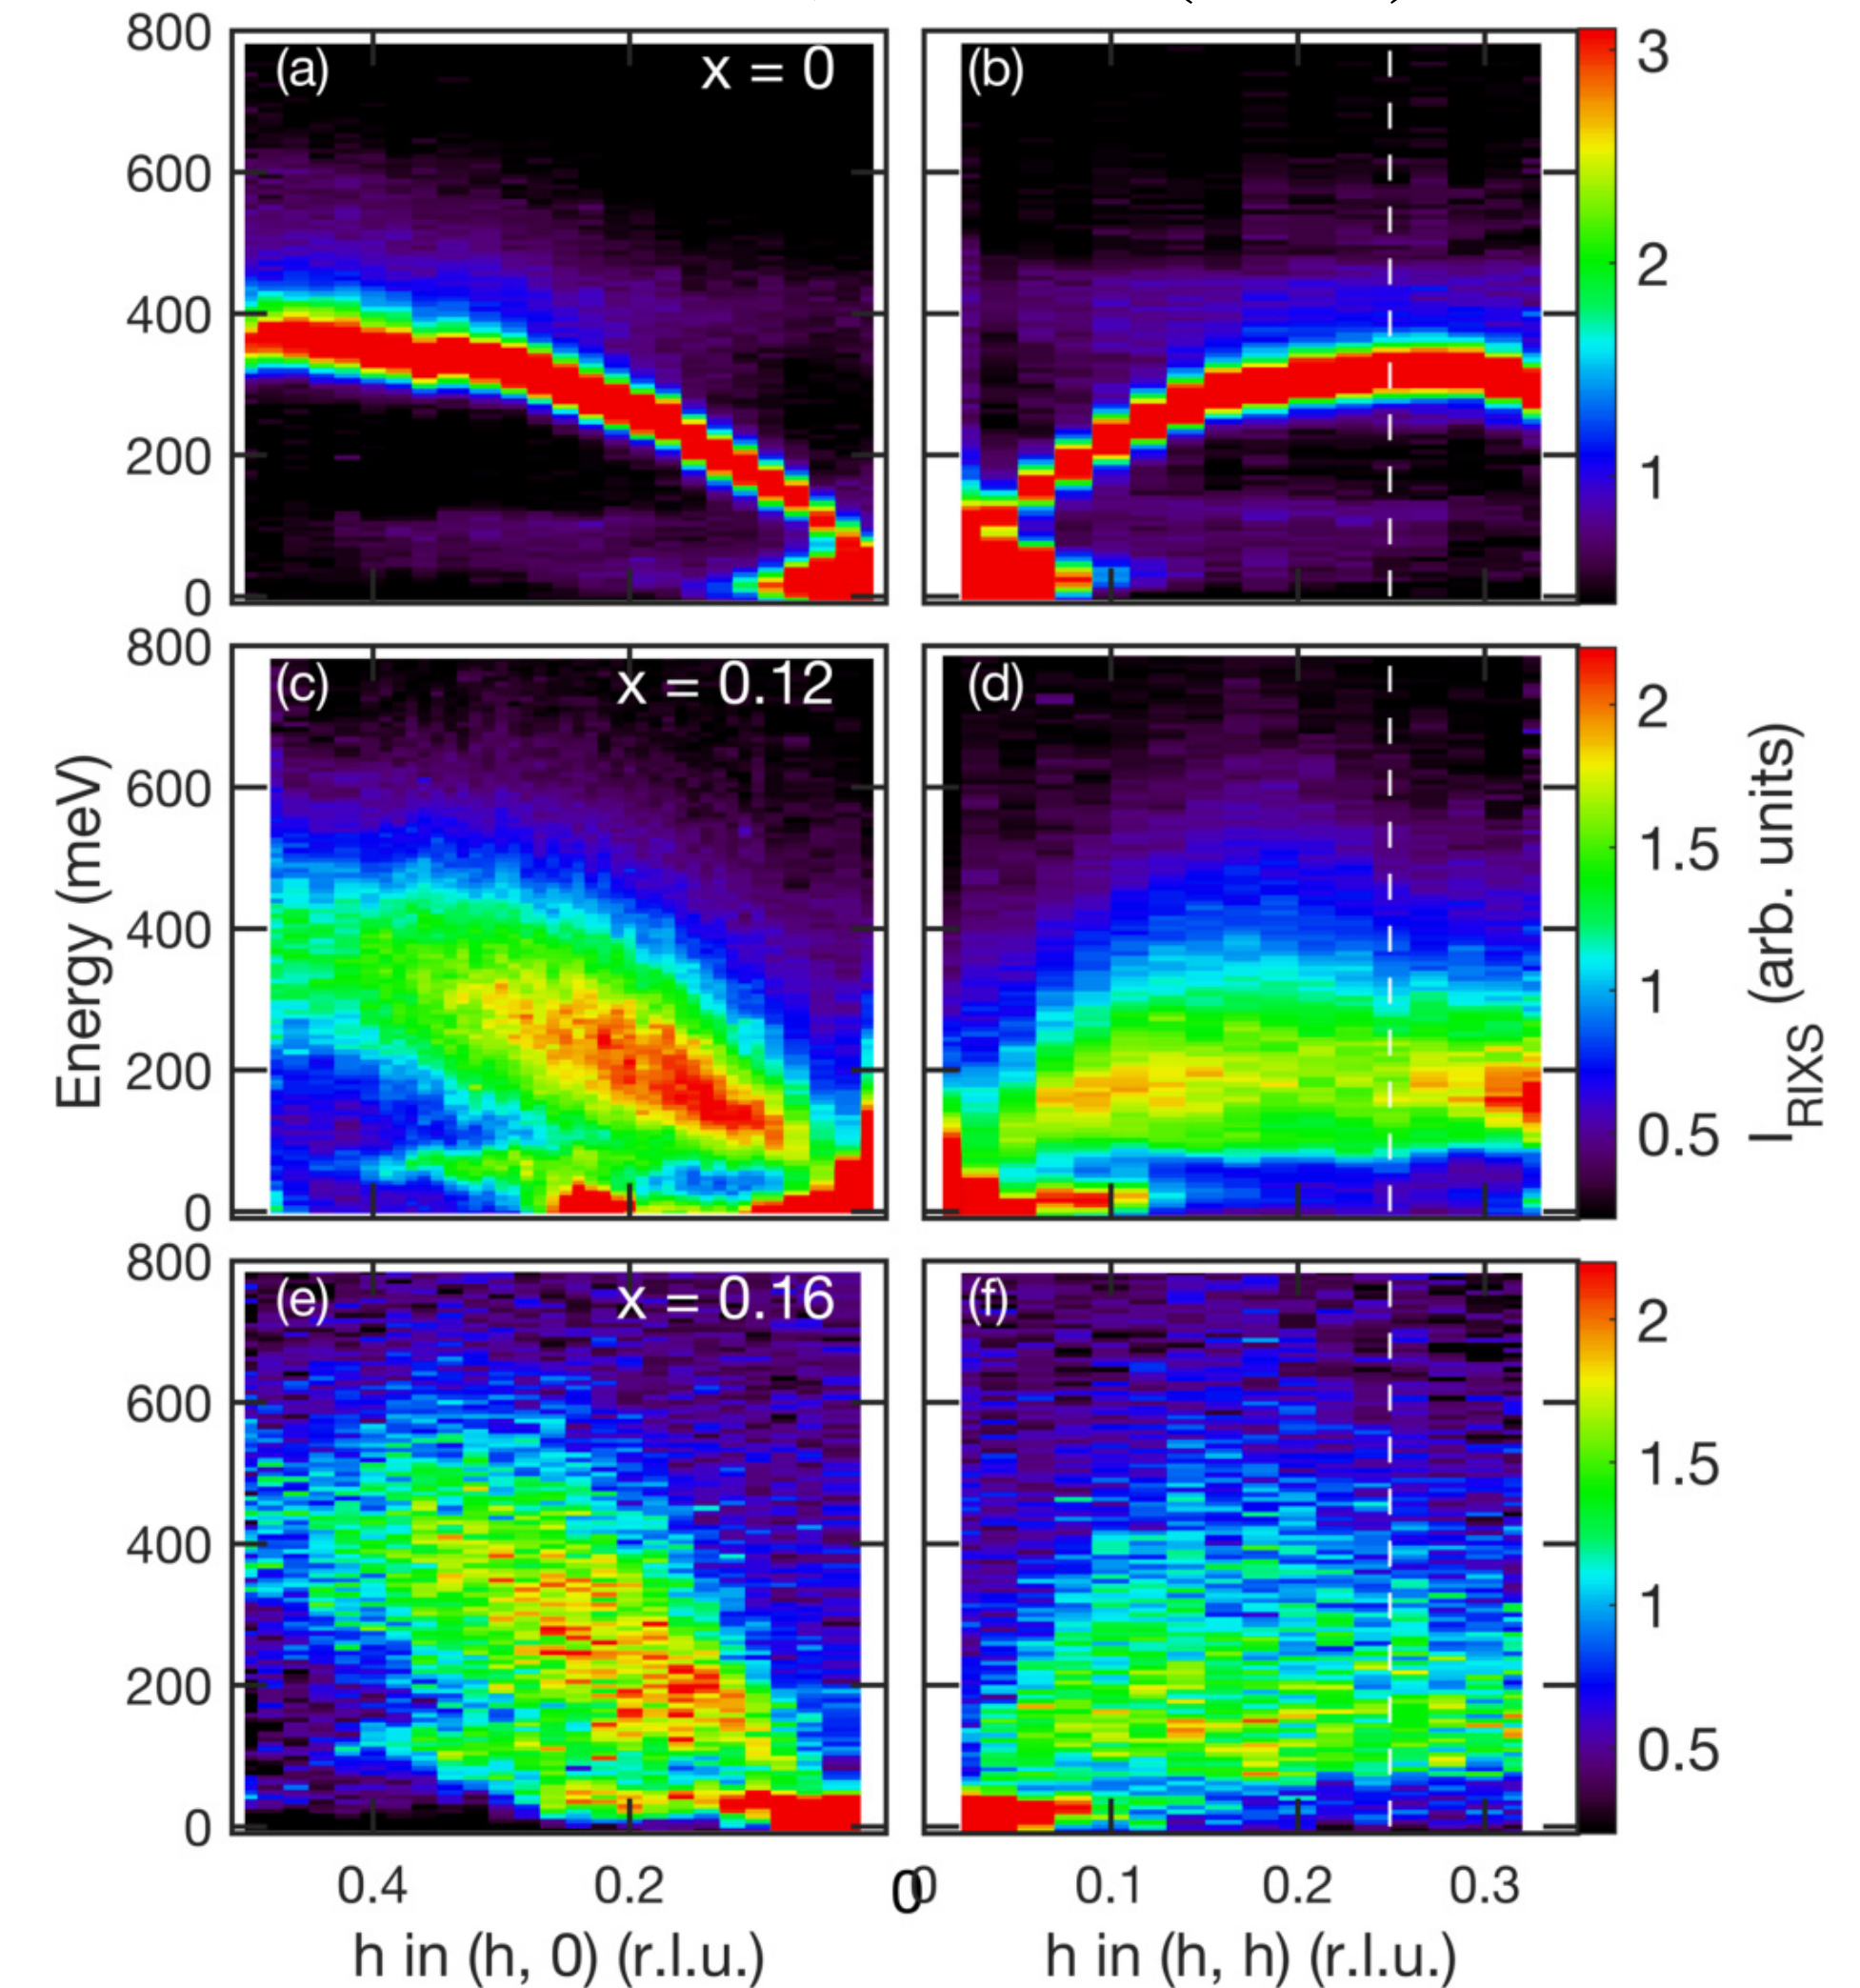 800
(a)
x = 0
(b)
3
600
2
400
1
200
0
800
(c)
x = 0.12
(d)
2
600
1.5
400
1
200
0.5
0
Energy (meV)
I_RIXS (arb. units)
800
(e)
x = 0.16
(f)
2
600
1.5
400
1
200
0.5
0
0.4 0.2 0 0 0.1 0.2 0.3
h in (h, 0) (r.l.u.) h in (h, h) (r.l.u.)